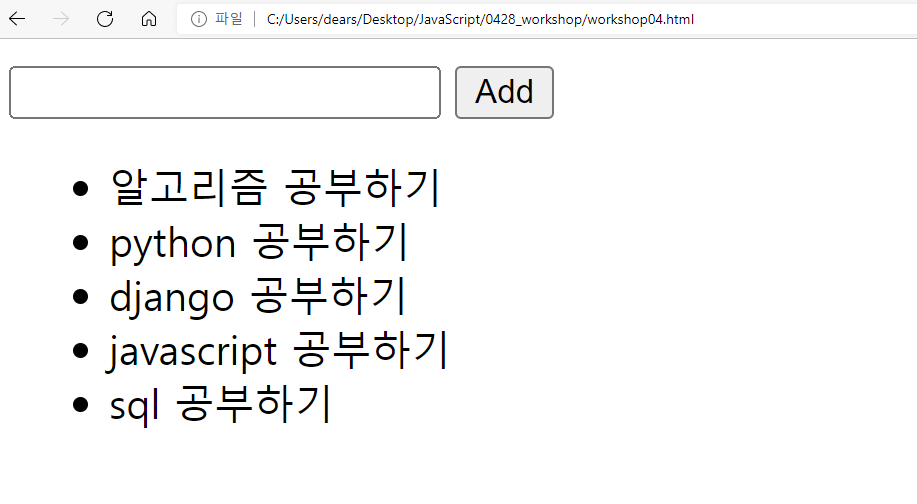 파일 C:/Users/dears/Desktop/JavaScript/0428_workshop/workshop04.html
Add
알고리즘 공부하기
python 공부하기
django 공부하기
javascript 공부하기
sql 공부하기